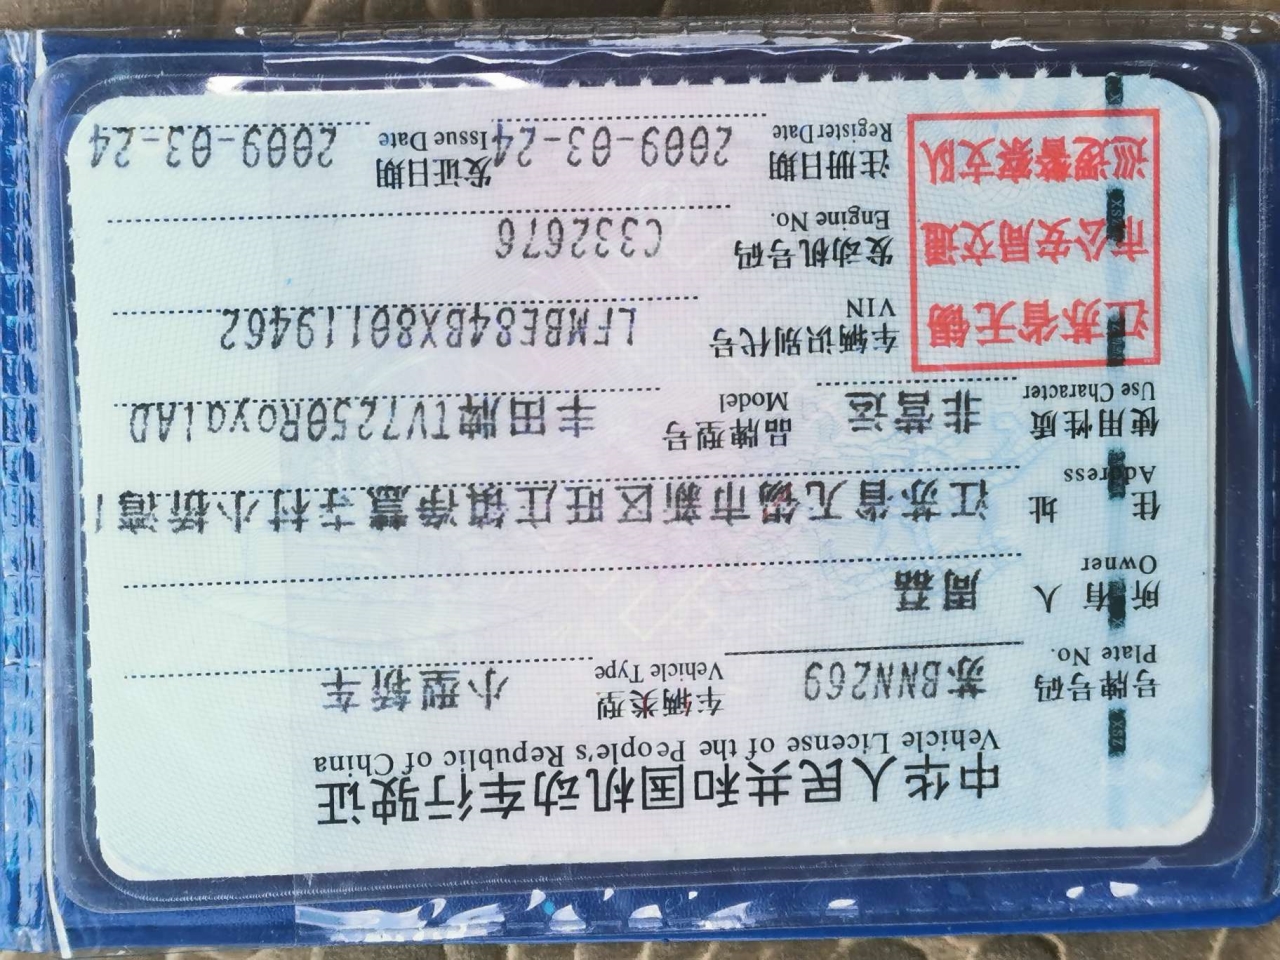 中华人民共和国机动车行驶证
Vehicle License of the People's Republic of China
号牌号码 苏BNN269 车辆类型 小型轿车
Plate No. Vehicle Type
所有人 周磊
Owner
住址 江苏省无锡市新区旺庄镇净慧寺村小桥湾
Address
使用性质 非营运 品牌型号 丰田牌TV7250RoyalAD
Use Character Model
江苏省无锡
市公安局交通
巡逻警察支队
车辆识别代号 LFMBE84BX80119462
VIN
发动机号码 C332676
Engine No.
注册日期 2009-03-24 发证日期 2009-03-24
Register Date Issue Date